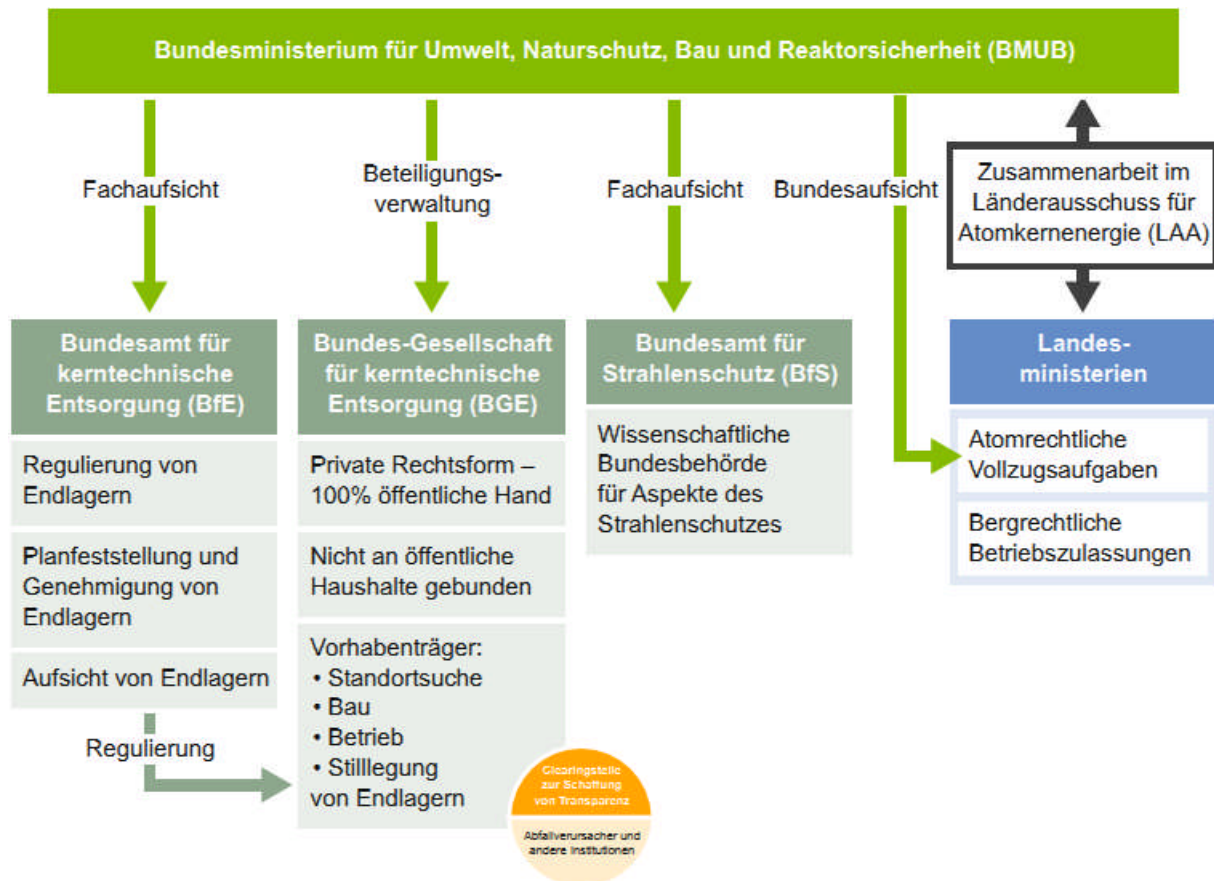 Bundesministerium für Umwelt, Naturschutz, Bau und Reaktorsicherheit (BMUB)
Fachaufsicht
Beteiligungs-
verwaltung
Fachaufsicht
Bundesaufsicht
Zusammenarbeit im
Länderausschuss für
Atomkernenergie (LAA)
Bundesamt für
kerntechnische
Entsorgung (BfE)
Regulierung von
Endlagern
Planfeststellung und
Genehmigung von
Endlagern
Aufsicht von Endlagern
Regulierung
Bundes-Gesellschaft
für kerntechnische
Entsorgung (BGE)
Private Rechtsform –
100% öffentliche Hand
Nicht an öffentliche
Haushalte gebunden
Vorhabenträger:
• Standortsuche
• Bau
• Betrieb
• Stilllegung
von Endlagern
Clearingstelle
zur Schaffung
von Transparenz
Abfallverursacher und
andere Institutionen
Bundesamt für
Strahlenschutz (BfS)
Wissenschaftliche
Bundesbehörde
für Aspekte des
Strahlenschutzes
Landes-
ministerien
Atomrechtliche
Vollzugsaufgaben
Bergrechtliche
Betriebszulassungen